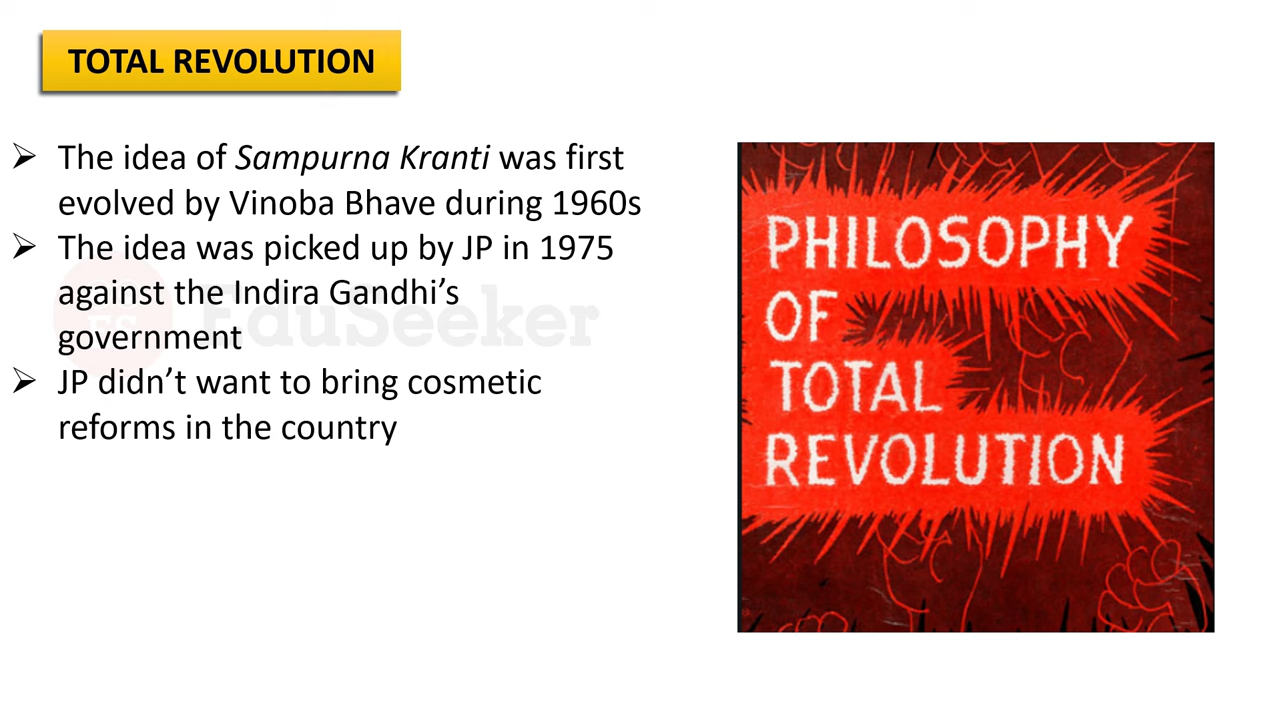 TOTAL REVOLUTION
➢ The idea of Sampurna Kranti was first
evolved by Vinoba Bhave during 1960s
➢ The idea was picked up by JP in 1975
against the Indira Gandhi’s
government
➢ JP didn’t want to bring cosmetic
reforms in the country
ES EduSeeker
PHILOSOPHY
OF
TOTAL
REVOLUTION